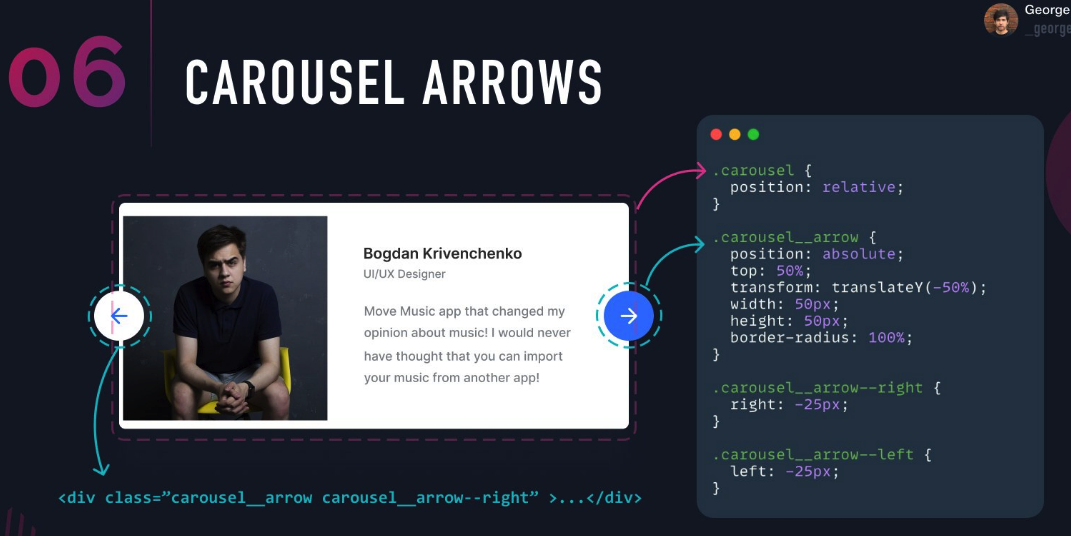 06
CAROUSEL ARROWS
George
_george
Bogdan Krivenchenko
UI/UX Designer
Move Music app that changed my
opinion about music! I would never
have thought that you can import
your music from another app!
<div class=”carousel__arrow carousel__arrow--right” >...</div>
.carousel {
  position: relative;
}
.carousel__arrow {
  position: absolute;
  top: 50%;
  transform: translateY(-50%);
  width: 50px;
  height: 50px;
  border-radius: 100%;
}
.carousel__arrow--right {
  right: -25px;
}
.carousel__arrow--left {
  left: -25px;
}